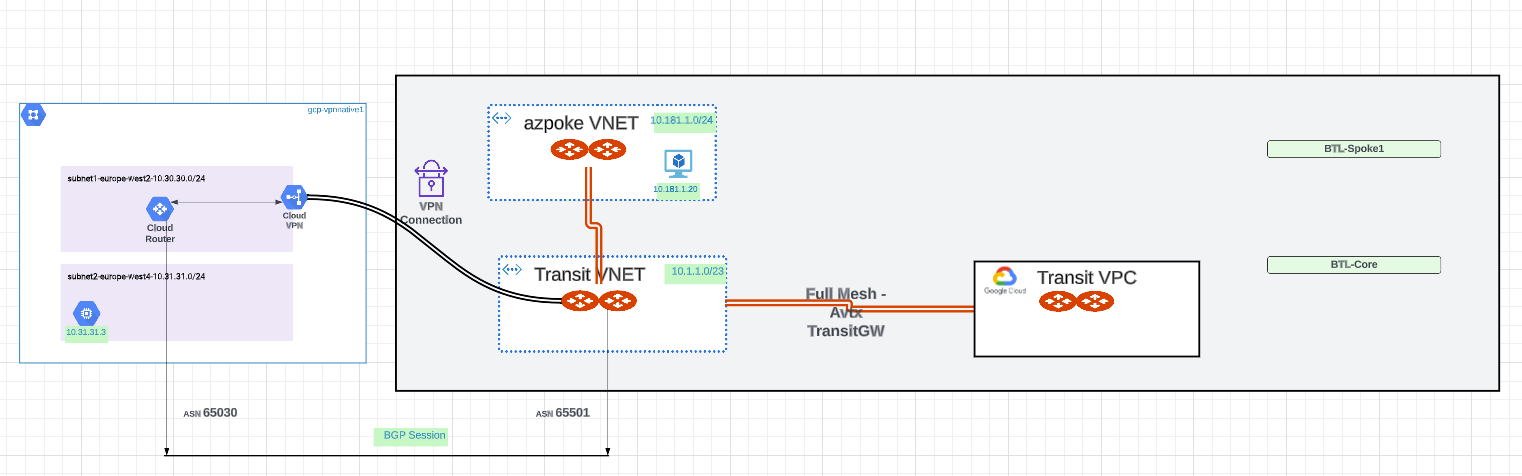 gcp-vpnnative1
subnet1-europe-west2-10.30.30.0/24
Cloud
Router
Cloud
VPN
subnet2-europe-west4-10.31.31.0/24
10.31.31.3
VPN
Connection
azpoke VNET
10.181.1.0/24
10.181.1.20
Transit VNET
10.1.1.0/23
Full Mesh -
Avtx
TransitGW
Google Cloud
Transit VPC
BTL-Spoke1
BTL-Core
ASN 65030
ASN 65501
BGP Session